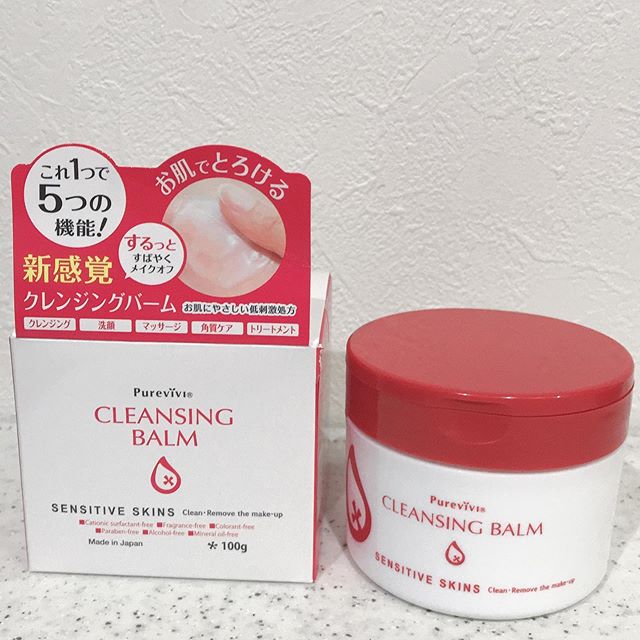 これ1つで
5つの
機能!
お肌でとろける
するっと
すばやく
メイクオフ
新感覚
クレンジングバーム
お肌にやさしい低刺激処方
クレンジング 洗顔 マッサージ 角質ケア トリートメント
Purevivi®
CLEANSING
BALM
SENSITIVE SKINS Clean・Remove the make-up
■Cationic surfactant-free ■Fragrance-free ■Colorant-free
■Paraben-free ■Alcohol-free ■Mineral oil-free
Made in Japan 100g
Purevivi®
CLEANSING BALM
SENSITIVE SKINS Clean・Remove the make-up